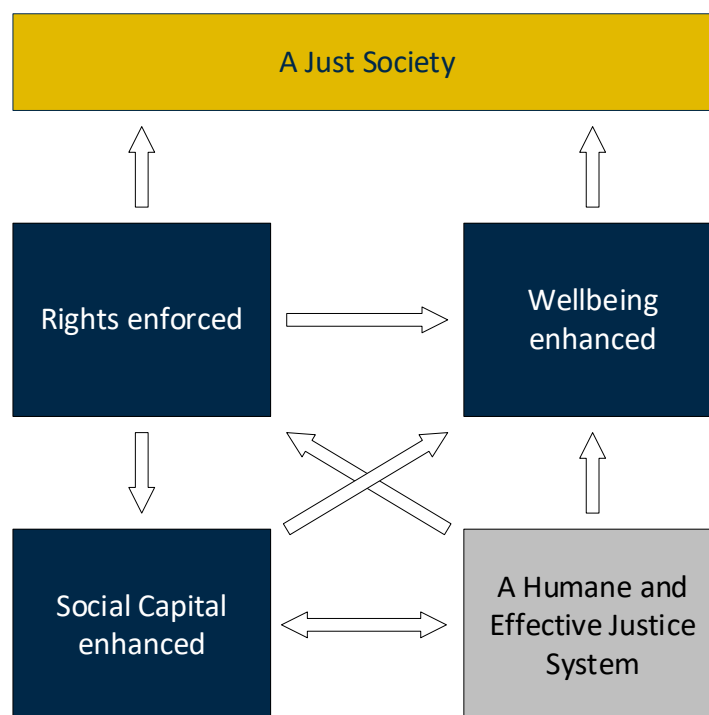 A Just Society
Rights enforced
Wellbeing
enhanced
Social Capital
enhanced
A Humane and
Effective Justice
System